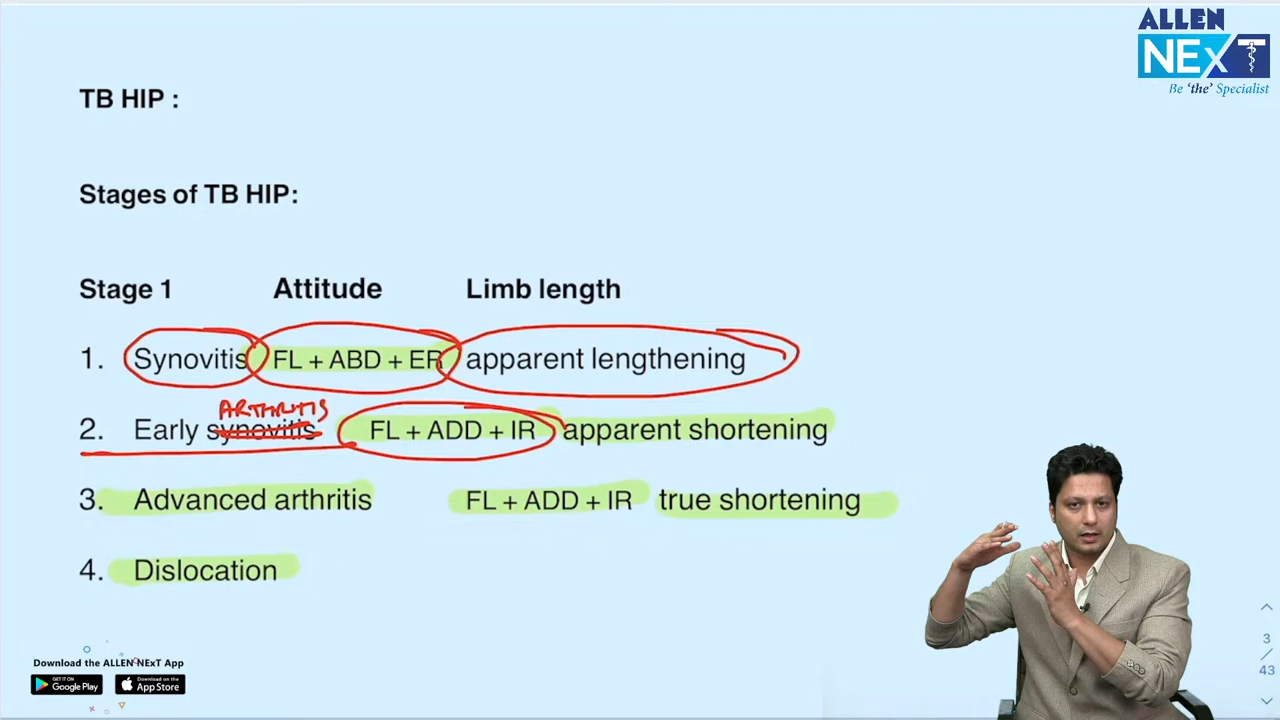 ALLEN
NExT
Be 'the' Specialist
TB HIP :
Stages of TB HIP:
Stage 1 Attitude Limb length
1. Synovitis FL + ABD + ER apparent lengthening
ARTHRITIS
2. Early synovitis FL + ADD + IR apparent shortening
3. Advanced arthritis FL + ADD + IR true shortening
4. Dislocation
3
/
43
Download the ALLEN NExT App
GET IT ON
Google Play
Download on the
App Store